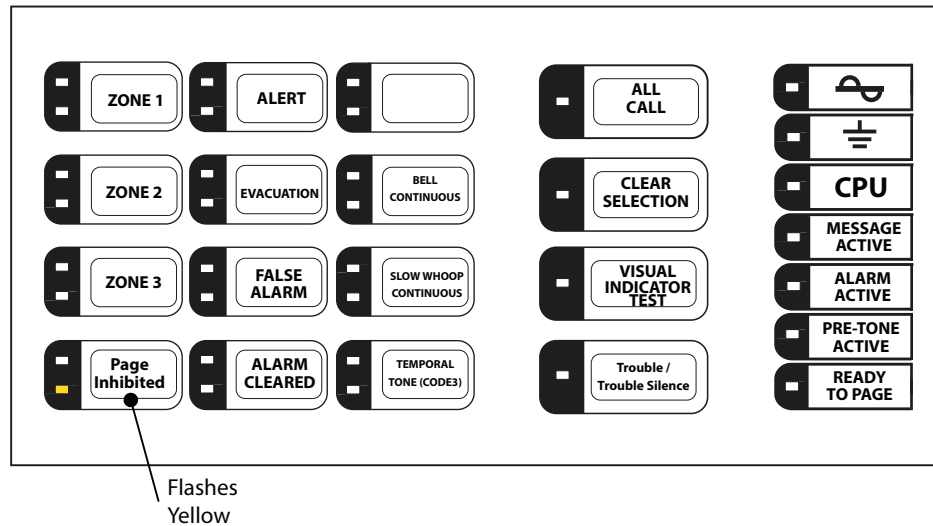 ZONE 1
ALERT
ALL
CALL
ZONE 2
EVACUATION
BELL
CONTINUOUS
CLEAR
SELECTION
CPU
MESSAGE
ACTIVE
ZONE 3
FALSE
ALARM
SLOW WHOOP
CONTINUOUS
VISUAL
INDICATOR
TEST
ALARM
ACTIVE
PRE-TONE
ACTIVE
Page
Inhibited
ALARM
CLEARED
TEMPORAL
TONE (CODE3)
Trouble /
Trouble Silence
READY
TO PAGE
Flashes
Yellow